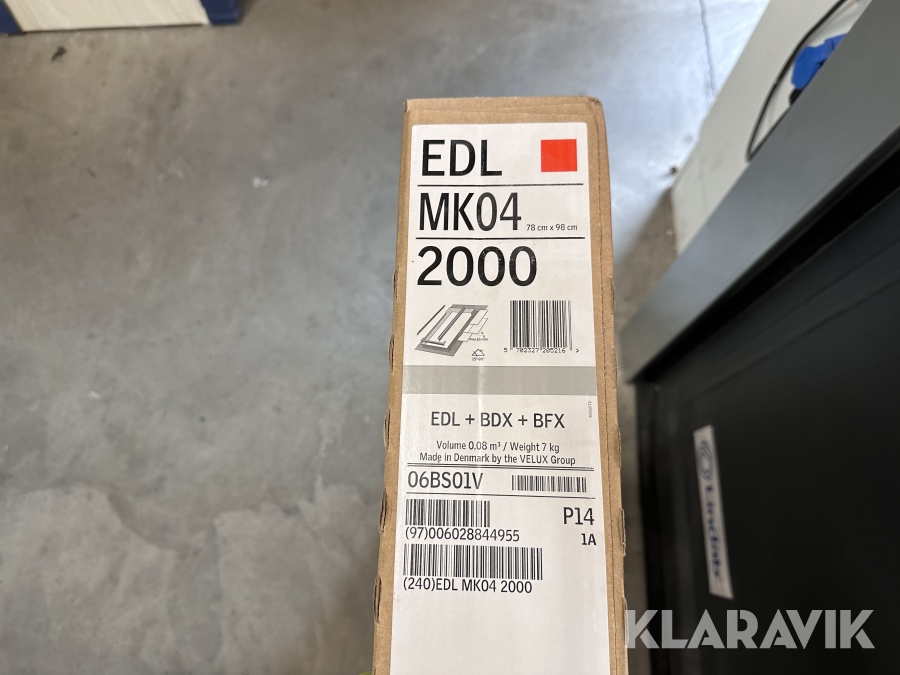 EDL
MK04 78 cm x 98 cm
2000
5 702327 205216 >
EDL + BDX + BFX
Volume 0.08 m³ / Weight 7 kg
Made in Denmark by the VELUX Group
06BS01V
P14
(97)006028844955
1A
(240)EDL MK04 2000
KLARAVIK